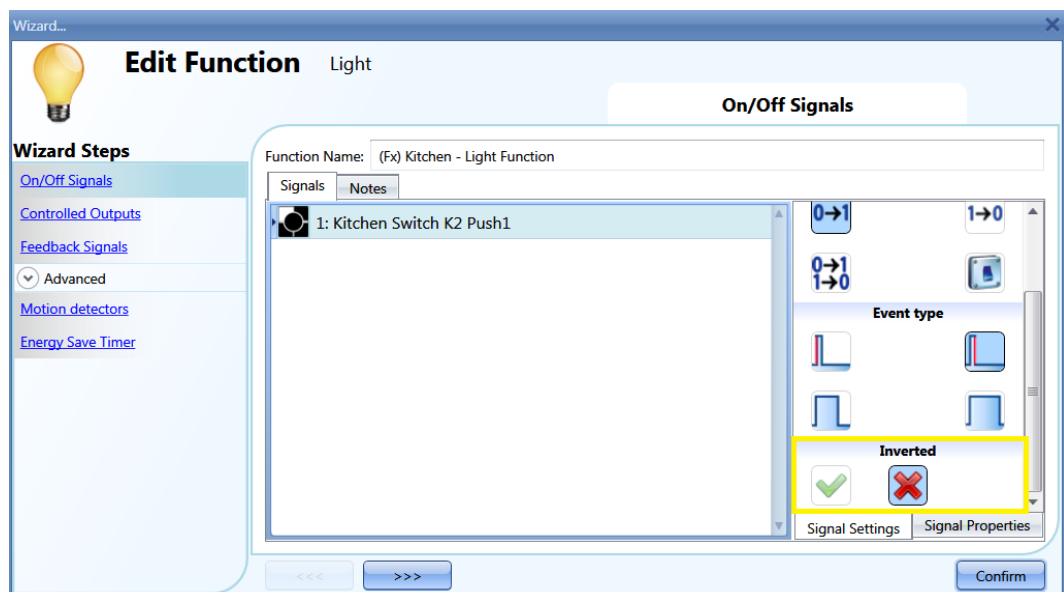 Wizard...
Edit Function Light
On/Off Signals
Wizard Steps
On/Off Signals
Controlled Outputs
Feedback Signals
Advanced
Motion detectors
Energy Save Timer
Function Name: (Fx) Kitchen - Light Function
Signals Notes
1: Kitchen Switch K2 Push1
0→1 1→0
0→1
1→0
Event type
Inverted
Signal Settings Signal Properties
<<< >>> Confirm